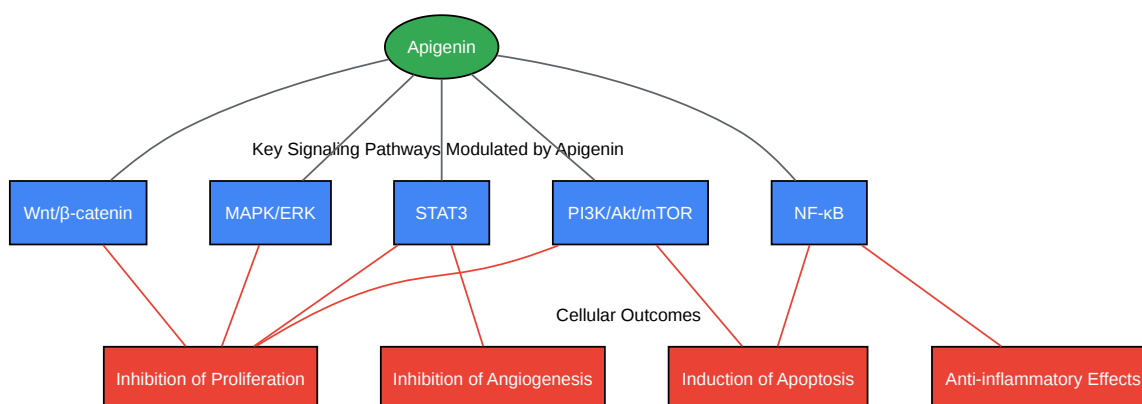 Apigenin
Key Signaling Pathways Modulated by Apigenin
Wnt/β-catenin
MAPK/ERK
STAT3
PI3K/Akt/mTOR
NF-κB
Cellular Outcomes
Inhibition of Proliferation
Inhibition of Angiogenesis
Induction of Apoptosis
Anti-inflammatory Effects